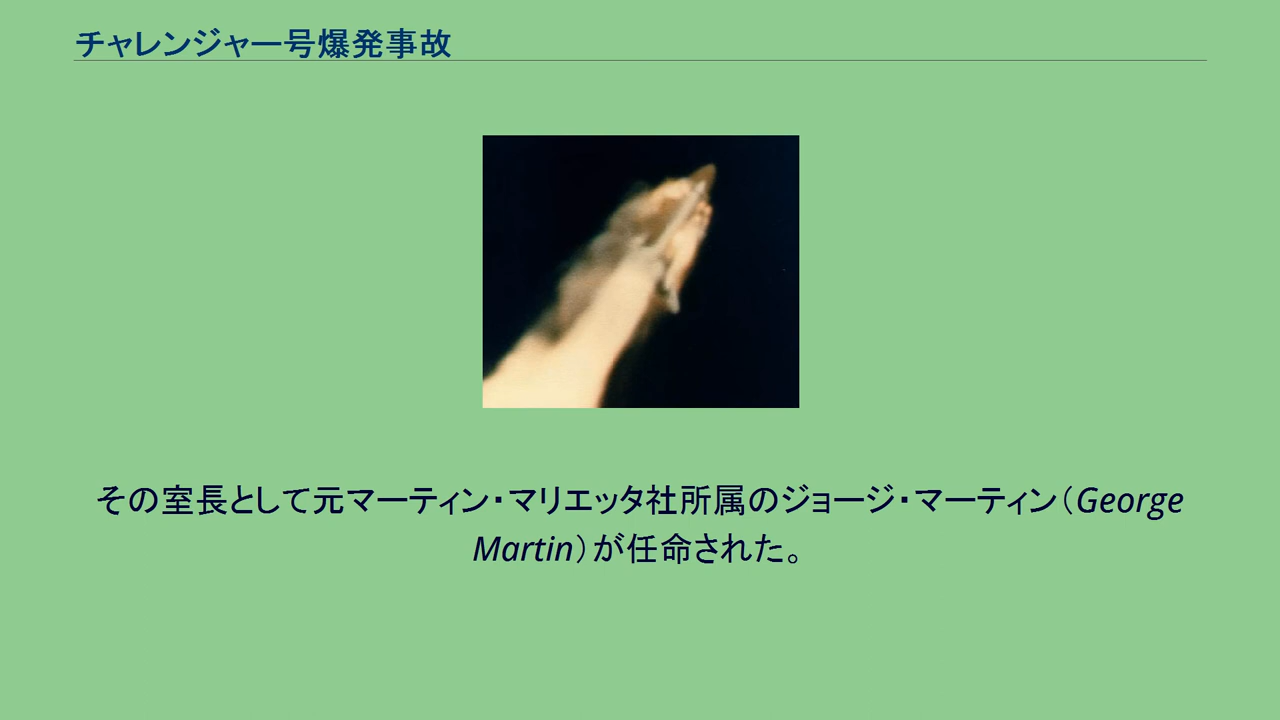 チャレンジャー号爆発事故
その室長として元マーティン・マリエッタ社所属のジョージ・マーティン（George
Martin）が任命された。